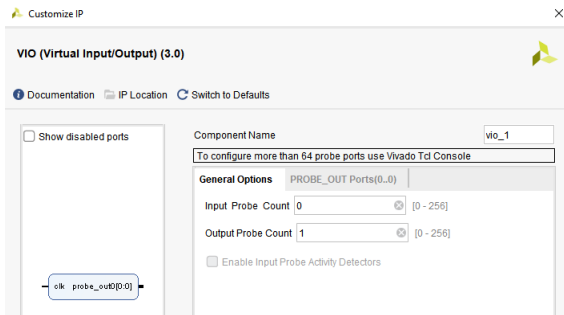 Customize IP
VIO (Virtual Input/Output) (3.0)
Documentation IP Location Switch to Defaults
Show disabled ports
Component Name vio_1
To configure more than 64 probe ports use Vivado Tcl Console
General Options PROBE_OUT Ports(0..0)
Input Probe Count 0 [0 - 256]
Output Probe Count 1 [0 - 256]
Enable Input Probe Activity Detectors
clk probe_out0[0:0]